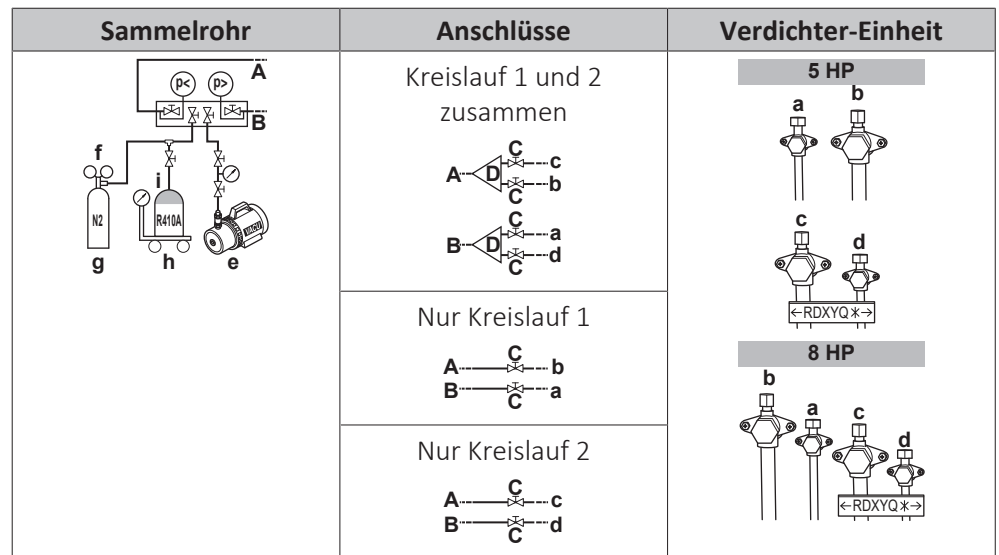 Sammelrohr
Anschlüsse
Verdichter-Einheit
p<
p>
A
B
f
i
N2
R410A
VACU
g
h
e
Kreislauf 1 und 2
zusammen
C
A D c
b
C
C
B D a
d
C
Nur Kreislauf 1
C
A b
B a
C
Nur Kreislauf 2
C
A c
B d
C
5 HP
a b
c d
←RDXYQ*→
8 HP
b a c d
←RDXYQ*→